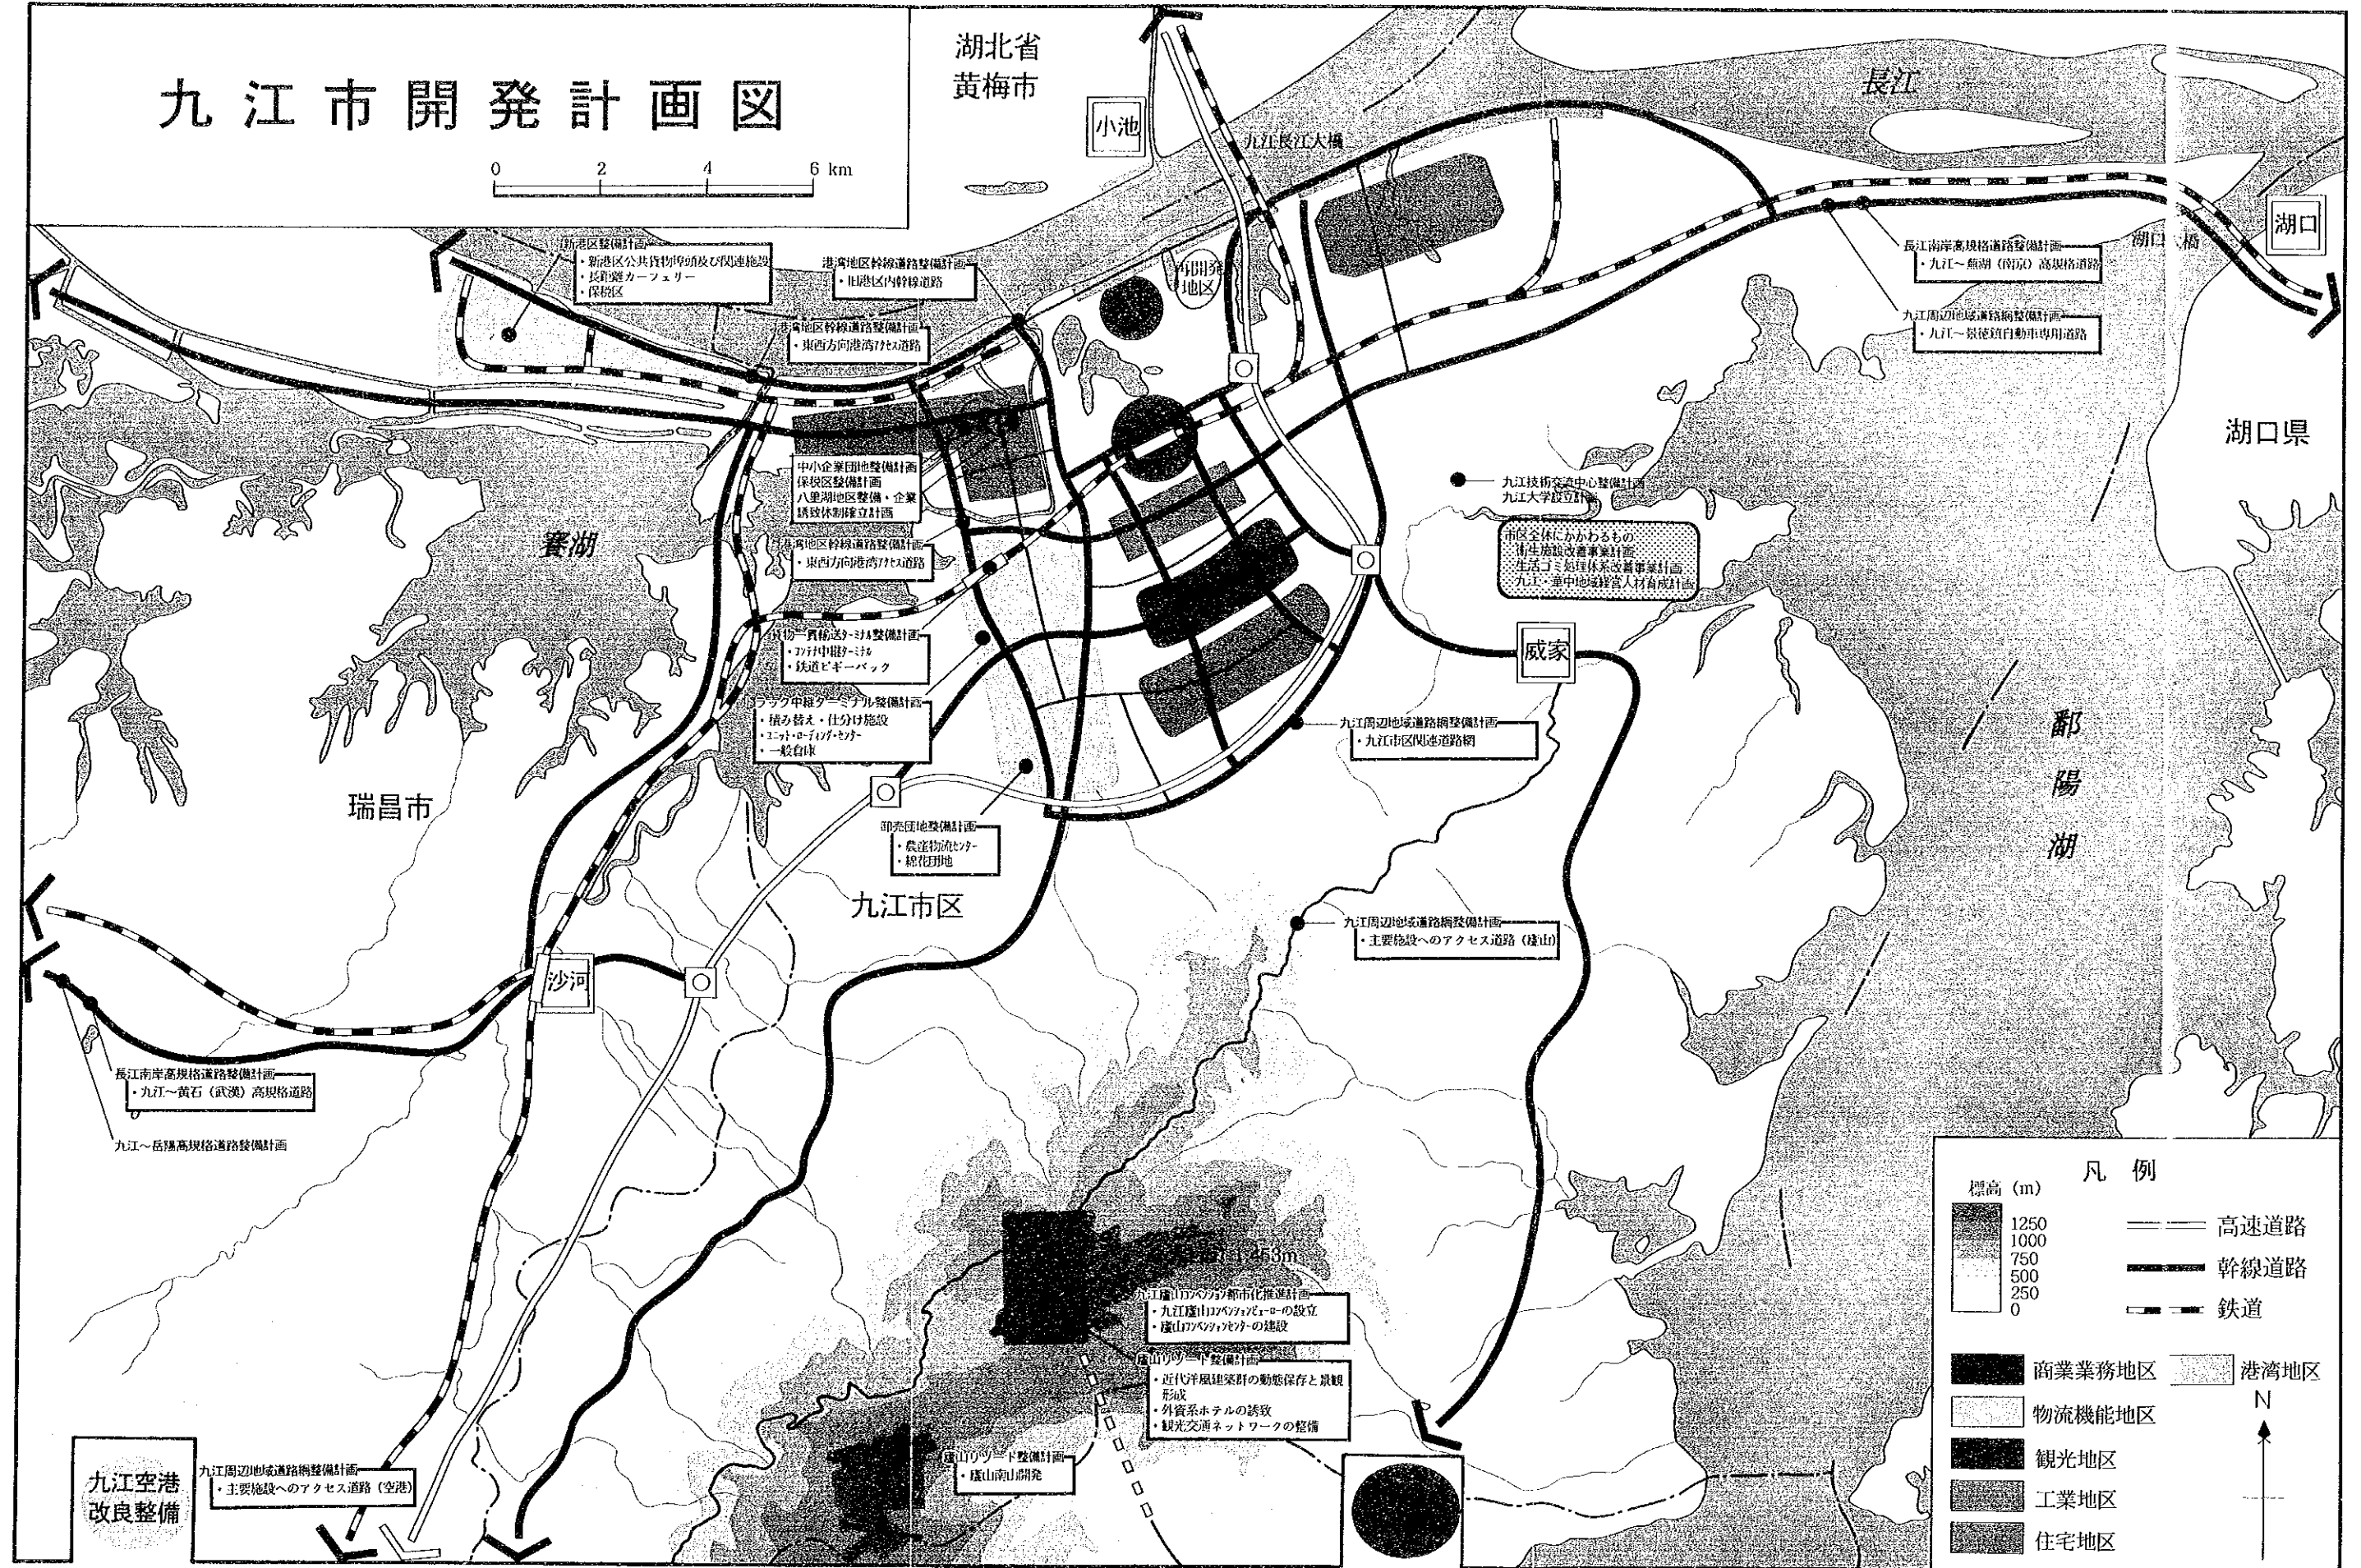 九江市開発計画図
0 2 4 6 km
湖北省
黄梅市
小池
九江長江大橋
長江
湖口
湖口大橋
新港区整備計画
・新港区公共貨物埠頭及び関連施設
・長距離カーフェリー
・保税区
港湾地区幹線道路整備計画
・旧港区内幹線道路
港湾地区幹線道路整備計画
・東西方向港湾ｱｸｾｽ道路
再開発
地区
長江南岸高規格道路整備計画
・九江～蕪湖（南京）高規格道路
九江周辺地域道路網整備計画
・九江～景徳鎮自動車専用道路
湖口県
中小企業団地整備計画
保税区整備計画
八里湖地区整備・企業
誘致体制確立計画
九江技術交流中心整備計画
九江大学設立計画
賽湖
港湾地区幹線道路整備計画
・東西方向港湾ｱｸｾｽ道路
市区全体にかかわるもの
衛生施設改善事業計画
生活ゴミ処理体系改善事業計画
九江・華中地域経営人材育成計画
貨物一貫輸送ﾀｰﾐﾅﾙ整備計画
・ｺﾝﾃﾅ中継ﾀｰﾐﾅﾙ
・鉄道ピギーバック
威家
ラック中継ターミナル整備計画
・積み替え・仕分け施設
・ﾕﾆｯﾄ・ﾛｰﾃﾞｨﾝｸﾞ・ｾﾝﾀｰ
・一般倉庫
九江周辺地域道路網整備計画
・九江市区関連道路網
鄱陽湖
瑞昌市
卸売団地整備計画
・農産物流ｾﾝﾀｰ
・綿花団地
九江市区
九江周辺地域道路網整備計画
・主要施設へのアクセス道路（廬山）
沙河
長江南岸高規格道路整備計画
・九江～黄石（武漢）高規格道路
九江～岳陽高規格道路整備計画
九江廬山ｺﾝﾍﾞﾝｼｮﾝ都市化推進計画
・九江廬山ｺﾝﾍﾞﾝｼｮﾝﾋﾞｭｰﾛｰの設立
・廬山ｺﾝﾍﾞﾝｼｮﾝｾﾝﾀｰの建設
廬山リゾート整備計画
・近代洋風建築群の動態保存と景観
形成
・外資系ホテルの誘致
・観光交通ネットワークの整備
廬山リゾート整備計画
・廬山南山開発
九江空港
改良整備
九江周辺地域道路網整備計画
・主要施設へのアクセス道路（空港）
凡例
標高（m）
1250
1000
750
500
250
0
高速道路
幹線道路
鉄道
商業業務地区
港湾地区
物流機能地区
観光地区
工業地区
住宅地区
N